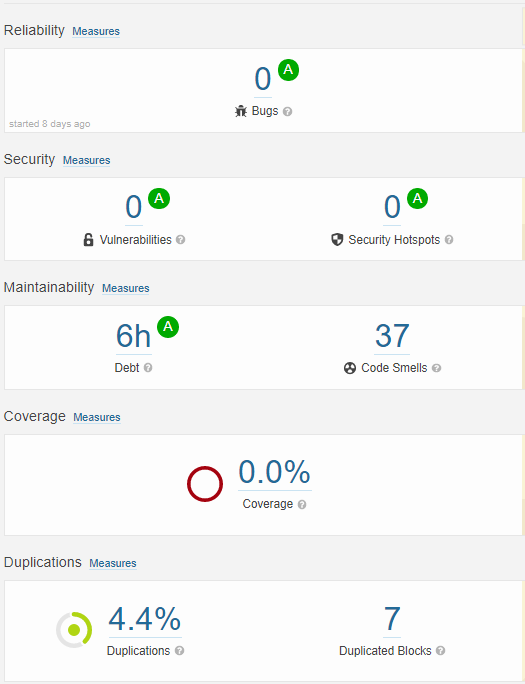 Reliability Measures
0 A
Bugs ?
started 8 days ago
Security Measures
0 A 0 A
Vulnerabilities ? Security Hotspots ?
Maintainability Measures
6h A 37
Debt ? Code Smells ?
Coverage Measures
0.0%
Coverage ?
Duplications Measures
4.4% 7
Duplications ? Duplicated Blocks ?